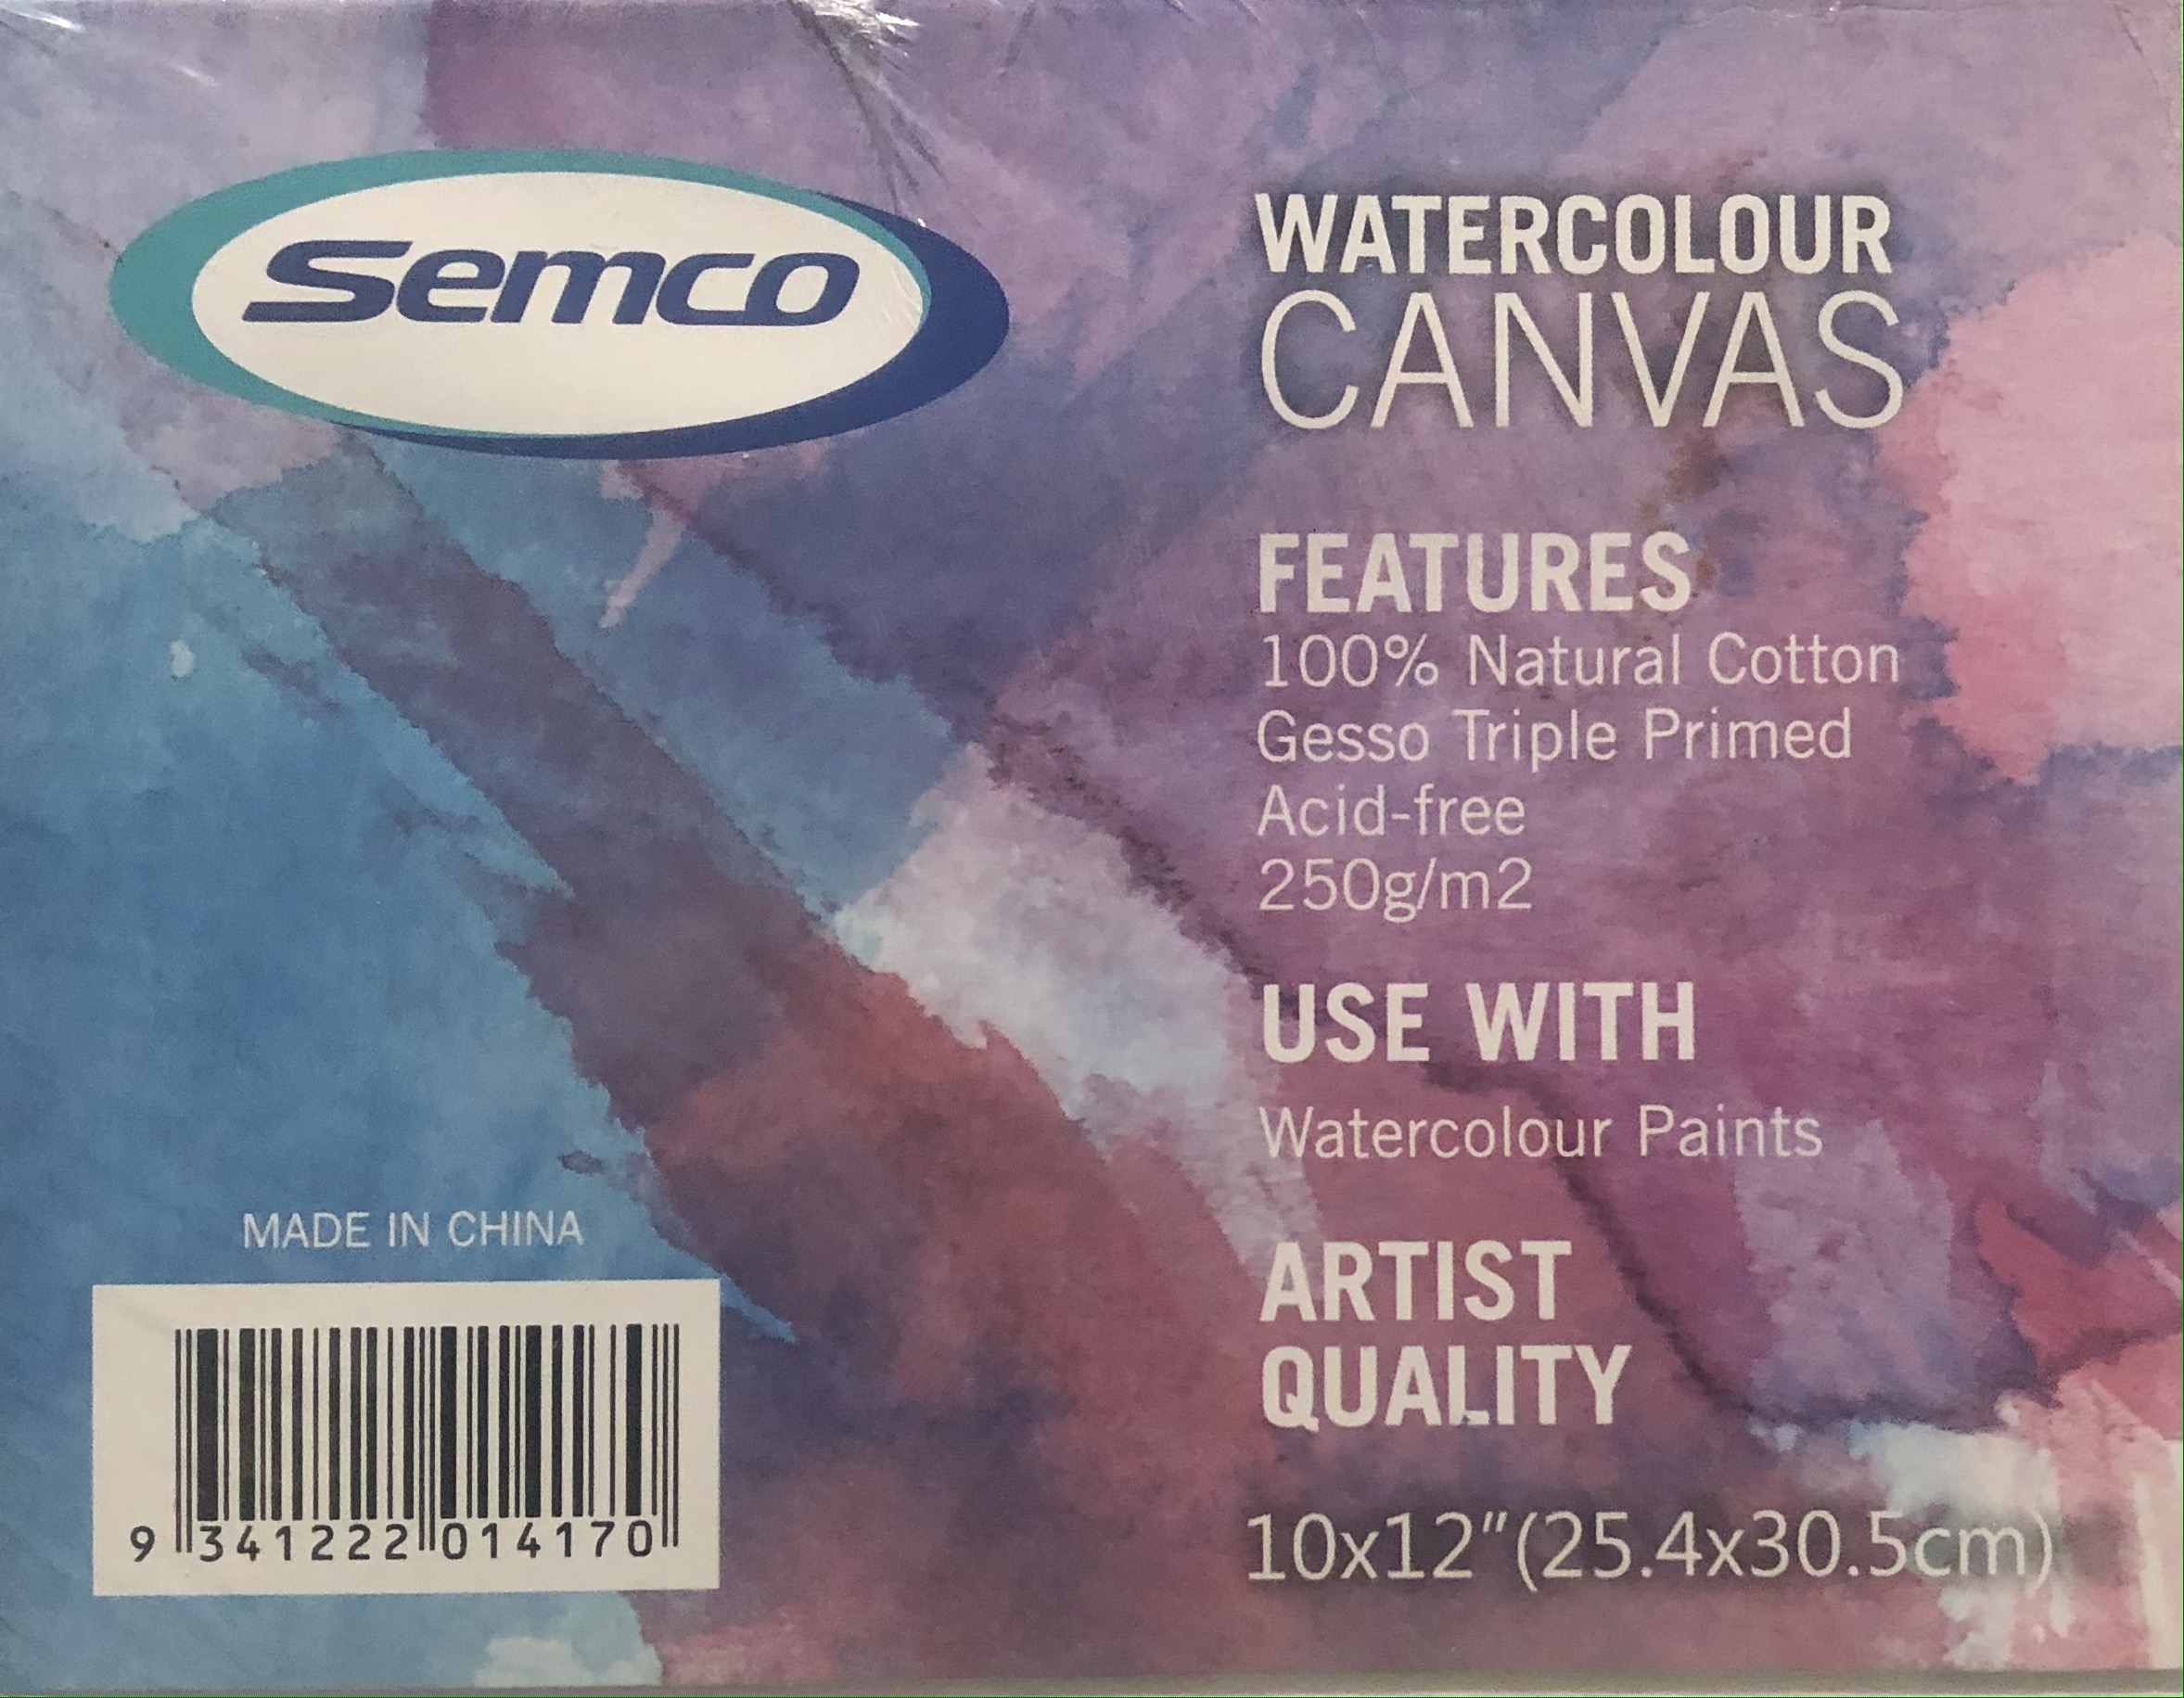 Semco
WATERCOLOUR
CANVAS
FEATURES
100% Natural Cotton
Gesso Triple Primed
Acid-free
250g/m2
USE WITH
Watercolour Paints
ARTIST
QUALITY
10x12"(25.4x30.5cm)
MADE IN CHINA
9 341222 014170